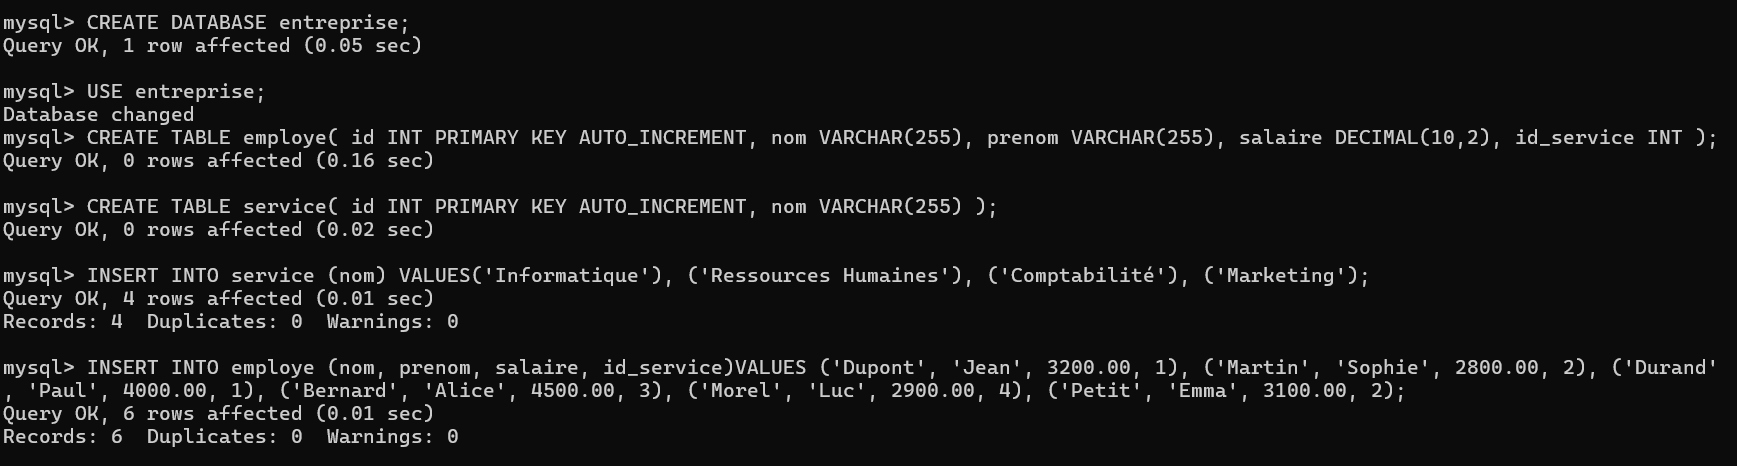 mysql> CREATE DATABASE entreprise;
Query OK, 1 row affected (0.05 sec)
mysql> USE entreprise;
Database changed
mysql> CREATE TABLE employe( id INT PRIMARY KEY AUTO_INCREMENT, nom VARCHAR(255), prenom VARCHAR(255), salaire DECIMAL(10,2), id_service INT );
Query OK, 0 rows affected (0.16 sec)
mysql> CREATE TABLE service( id INT PRIMARY KEY AUTO_INCREMENT, nom VARCHAR(255) );
Query OK, 0 rows affected (0.02 sec)
mysql> INSERT INTO service (nom) VALUES('Informatique'), ('Ressources Humaines'), ('Comptabilité'), ('Marketing');
Query OK, 4 rows affected (0.01 sec)
Records: 4  Duplicates: 0  Warnings: 0
mysql> INSERT INTO employe (nom, prenom, salaire, id_service)VALUES ('Dupont', 'Jean', 3200.00, 1), ('Martin', 'Sophie', 2800.00, 2), ('Durand'
, 'Paul', 4000.00, 1), ('Bernard', 'Alice', 4500.00, 3), ('Morel', 'Luc', 2900.00, 4), ('Petit', 'Emma', 3100.00, 2);
Query OK, 6 rows affected (0.01 sec)
Records: 6  Duplicates: 0  Warnings: 0